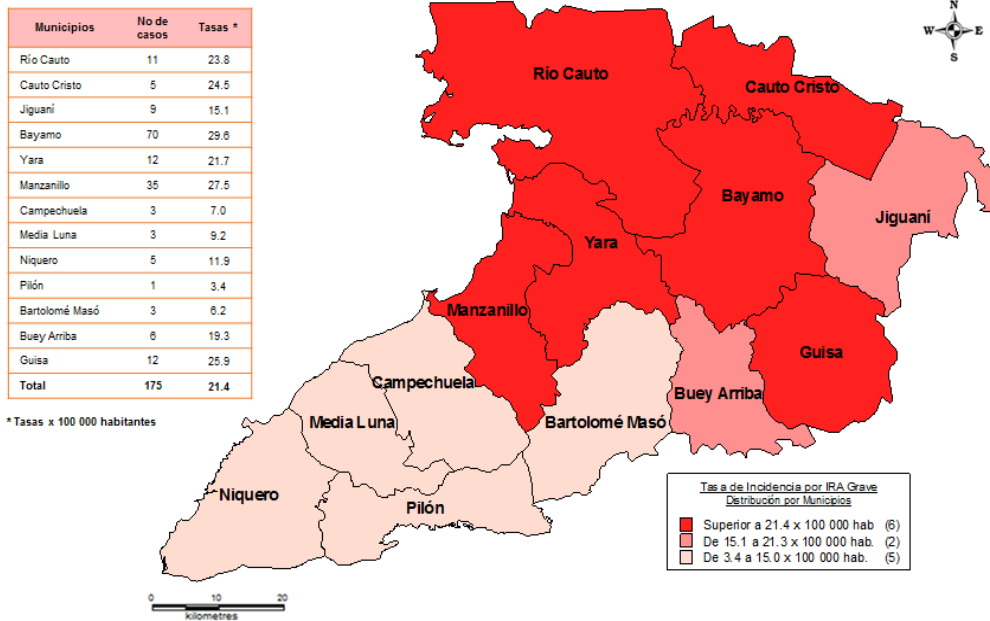 Municipios No de casos Tasas *
Río Cauto 11 23.8
Cauto Cristo 5 24.5
Jiguaní 9 15.1
Bayamo 70 29.6
Yara 12 21.7
Manzanillo 35 27.5
Campechuela 3 7.0
Media Luna 3 9.2
Niquero 5 11.9
Pilón 1 3.4
Bartolomé Masó 3 6.2
Buey Arriba 6 19.3
Guisa 12 25.9
Total 175 21.4
* Tasas x 100 000 habitantes
N
W E
S
Río Cauto
Cauto Cristo
Bayamo
Jiguaní
Yara
Manzanillo
Guisa
Campechuela
Buey Arriba
Media Luna
Bartolomé Masó
Niquero
Pilón
Tasa de Incidencia por IRA Grave
Distribución por Municipios
Superior a 21.4 x 100 000 hab (6)
De 15.1 a 21.3 x 100 000 hab. (2)
De 3.4 a 15.0 x 100 000 hab. (5)
0 10 20
kilometres